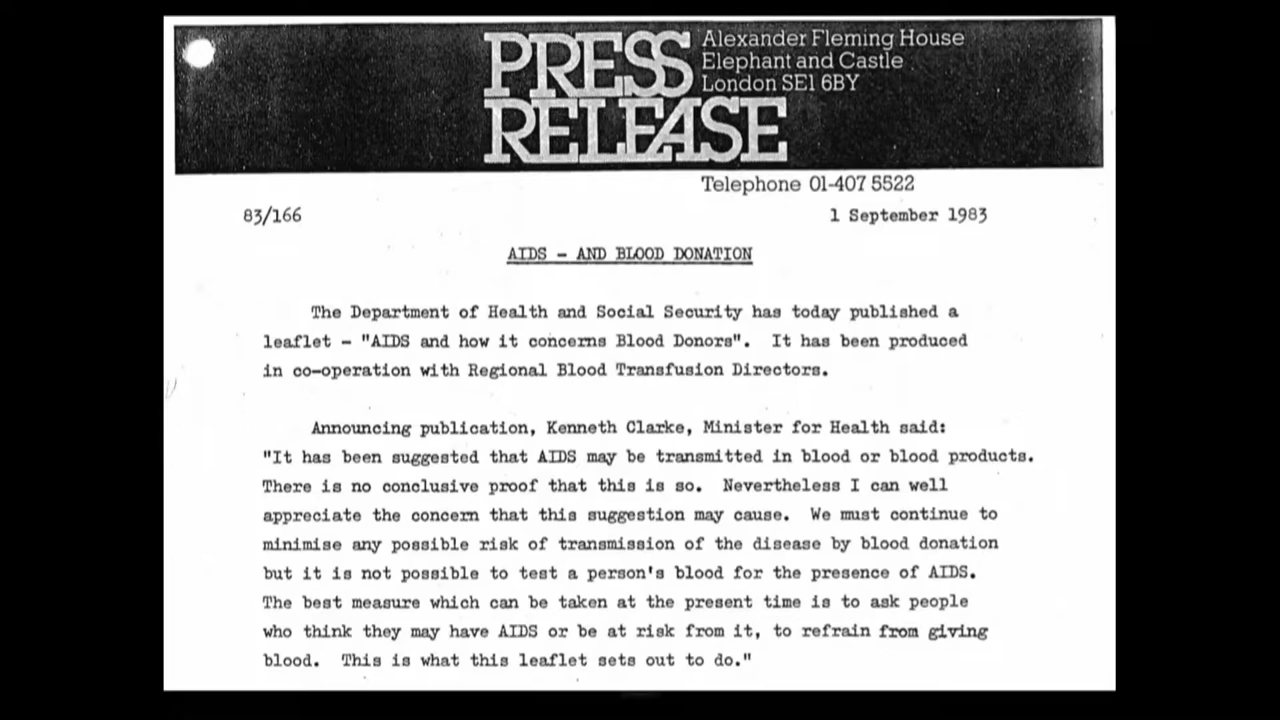 PRESS
RELEASE
Alexander Fleming House
Elephant and Castle
London SE1 6BY
Telephone 01-407 5522
83/166
1 September 1983
AIDS - AND BLOOD DONATION
The Department of Health and Social Security has today published a
leaflet - "AIDS and how it concerns Blood Donors". It has been produced
in co-operation with Regional Blood Transfusion Directors.
Announcing publication, Kenneth Clarke, Minister for Health said:
"It has been suggested that AIDS may be transmitted in blood or blood products.
There is no conclusive proof that this is so. Nevertheless I can well
appreciate the concern that this suggestion may cause. We must continue to
minimise any possible risk of transmission of the disease by blood donation
but it is not possible to test a person's blood for the presence of AIDS.
The best measure which can be taken at the present time is to ask people
who think they may have AIDS or be at risk from it, to refrain from giving
blood. This is what this leaflet sets out to do."